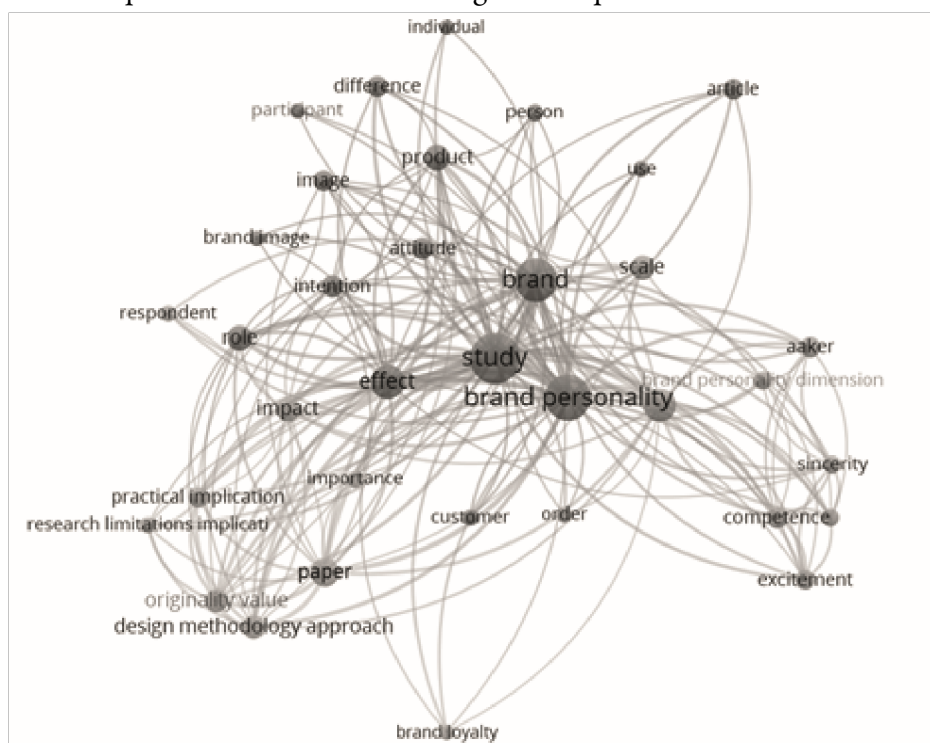 individual
difference
article
participant
person
product
use
image
brand image
attitude
scale
intention
brand
respondent
role
aaker
study
effect
brand personality dimension
brand personality
impact
sincerity
importance
practical implication
customer
order
competence
research limitations implicati
paper
excitement
originality value
design methodology approach
brand loyalty